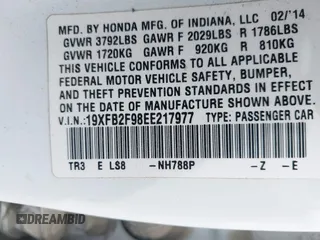 MFD. BY HONDA MFG. OF INDIANA, LLC 02/'14
GVWR 3792LBS GAWR F 2029LBS R 1786LBS
GVWR 1720KG GAWR F 920KG R 810KG
THIS VEHICLE CONFORMS TO ALL APPLICABLE
FEDERAL MOTOR VEHICLE SAFETY, BUMPER,
AND THEFT PREVENTION STANDARDS IN EFFECT
ON THE DATE OF MANUFACTURE SHOWN ABOVE.
V.I.N.: 19XFB2F98EE217977 TYPE: PASSENGER CAR
TR3 E LS8 -NH788P -Z -E
DREAMBID